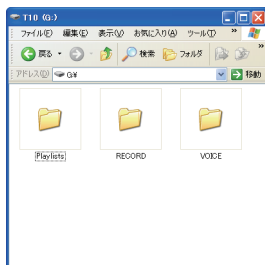 T10 (G:)
ファイル(F) 編集(E) 表示(V) お気に入り(A) ツール(T) »
戻る 検索 フォルダ »
アドレス(D) G:¥ 移動
Playlists RECORD VOICE